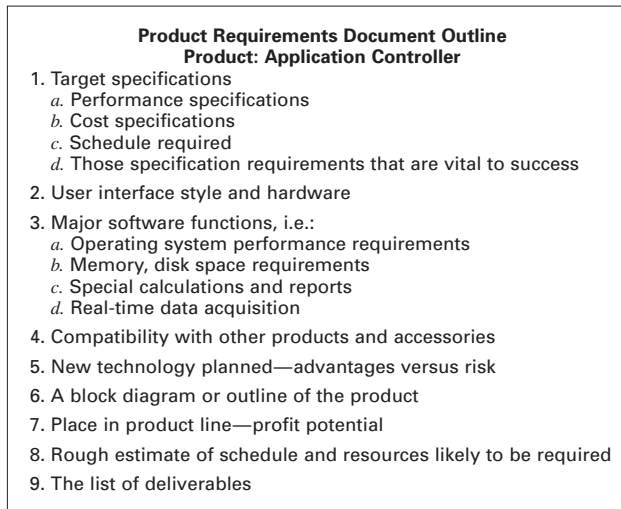 Product Requirements Document Outline
Product: Application Controller
1. Target specifications
a. Performance specifications
b. Cost specifications
c. Schedule required
d. Those specification requirements that are vital to success
2. User interface style and hardware
3. Major software functions, i.e.:
a. Operating system performance requirements
b. Memory, disk space requirements
c. Special calculations and reports
d. Real-time data acquisition
4. Compatibility with other products and accessories
5. New technology planned—advantages versus risk
6. A block diagram or outline of the product
7. Place in product line—profit potential
8. Rough estimate of schedule and resources likely to be required
9. The list of deliverables